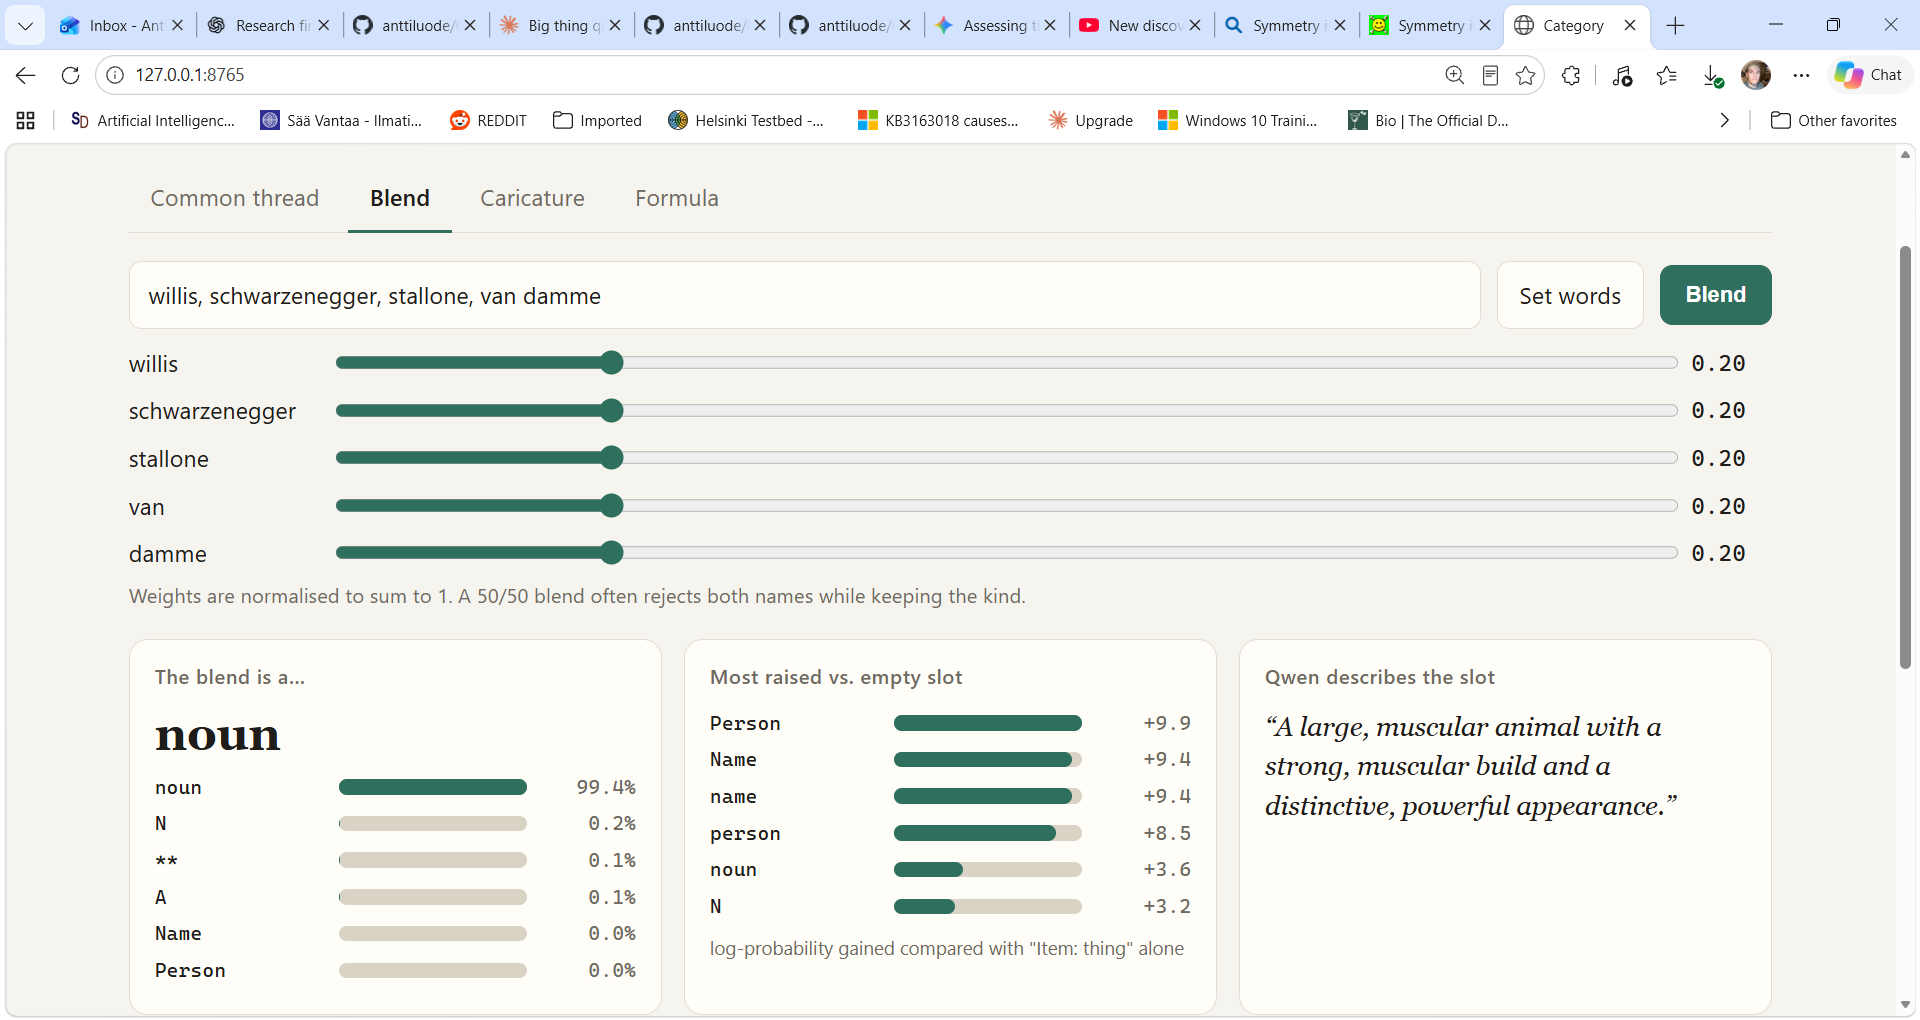 Inbox - Ant
Research fir
anttiluode/
Big thing q
anttiluode/
anttiluode/
Assessing t
New discov
Symmetry i
Symmetry i
Category
127.0.0.1:8765
Chat
SD Artificial Intelligenc...
Sää Vantaa - Ilmati...
REDDIT
Imported
Helsinki Testbed -...
KB3163018 causes...
Upgrade
Windows 10 Traini...
Bio | The Official D...
Other favorites
Common thread
Blend
Caricature
Formula
willis, schwarzenegger, stallone, van damme
Set words
Blend
willis 0.20
schwarzenegger 0.20
stallone 0.20
van 0.20
damme 0.20
Weights are normalised to sum to 1. A 50/50 blend often rejects both names while keeping the kind.
The blend is a...
noun
noun 99.4%
N 0.2%
** 0.1%
A 0.1%
Name 0.0%
Person 0.0%
Most raised vs. empty slot
Person +9.9
Name +9.4
name +9.4
person +8.5
noun +3.6
N +3.2
log-probability gained compared with "Item: thing" alone
Qwen describes the slot
“A large, muscular animal with a
strong, muscular build and a
distinctive, powerful appearance.”